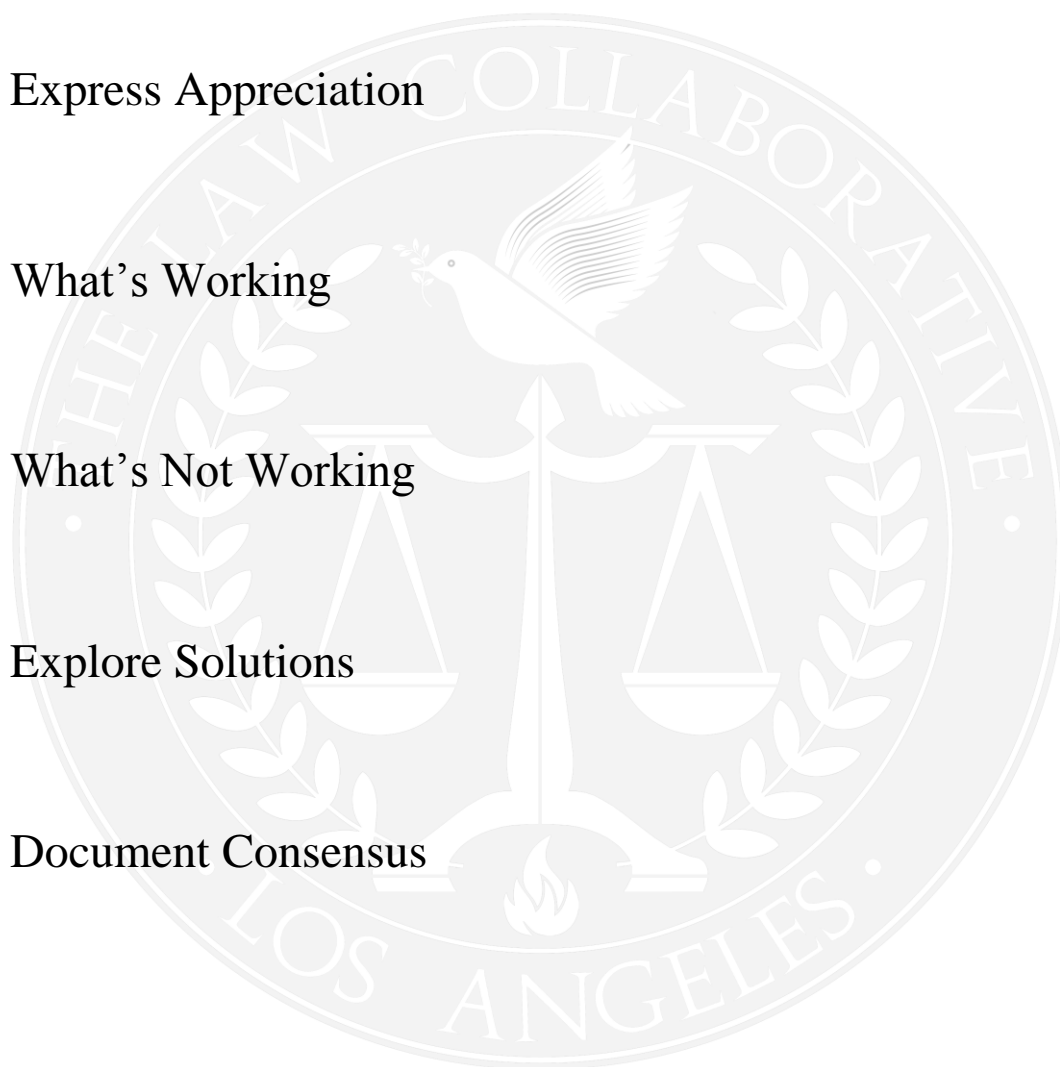 Express Appreciation
What’s Working
What’s Not Working
Explore Solutions
Document Consensus
THE LAW COLLABORATIVE
LOS ANGELES